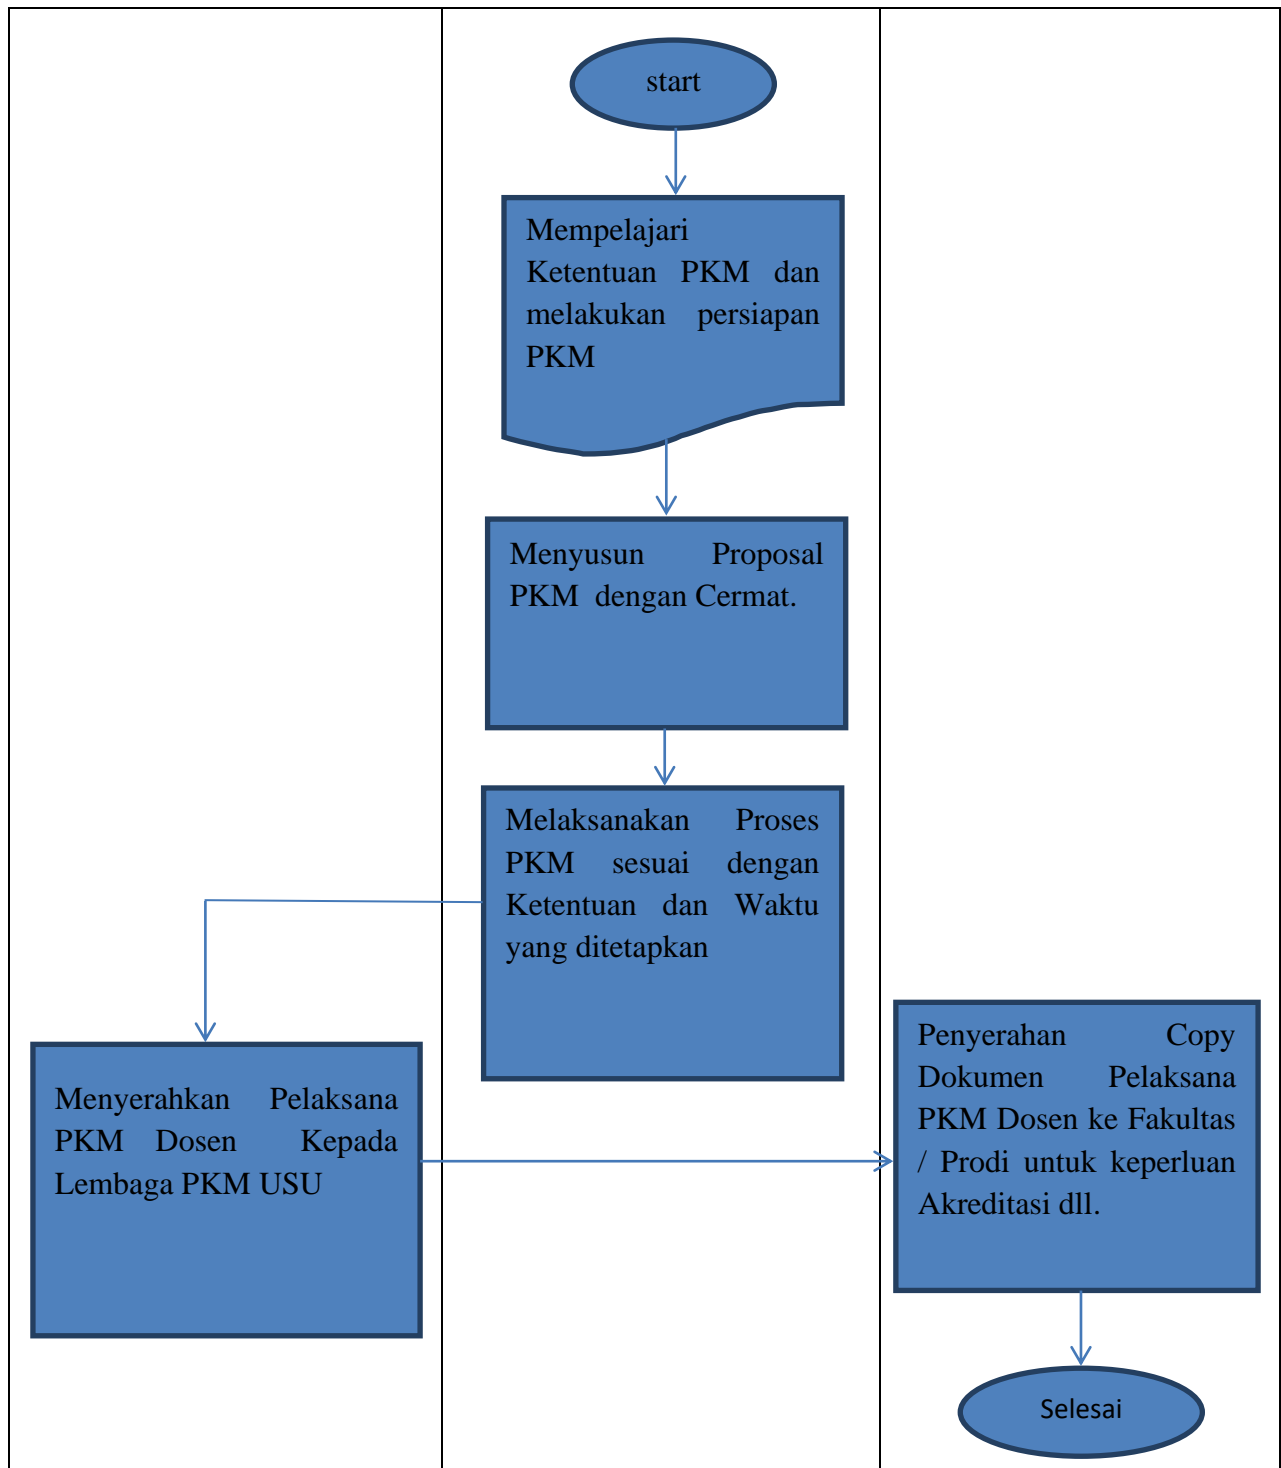 start
Mempelajari
Ketentuan PKM dan
melakukan persiapan
PKM
Menyusun Proposal
PKM dengan Cermat.
Melaksanakan Proses
PKM sesuai dengan
Ketentuan dan Waktu
yang ditetapkan
Menyerahkan Pelaksana
PKM Dosen Kepada
Lembaga PKM USU
Penyerahan Copy
Dokumen Pelaksana
PKM Dosen ke Fakultas
/ Prodi untuk keperluan
Akreditasi dll.
Selesai